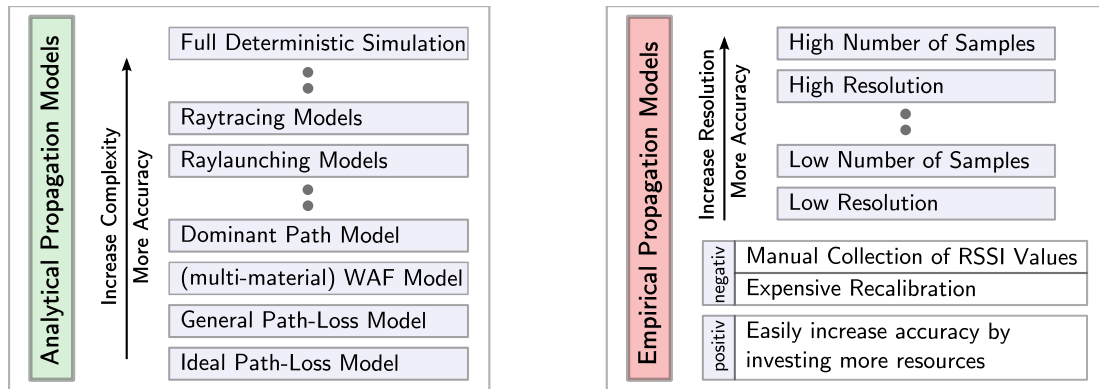 Analytical Propagation Models
Increase Complexity
More Accuracy
Full Deterministic Simulation
Raytracing Models
Raylaunching Models
Dominant Path Model
(multi-material) WAF Model
General Path-Loss Model
Ideal Path-Loss Model
Empirical Propagation Models
Increase Resolution
More Accuracy
High Number of Samples
High Resolution
Low Number of Samples
Low Resolution
negativ
Manual Collection of RSSI Values
Expensive Recalibration
positiv
Easily increase accuracy by
investing more resources